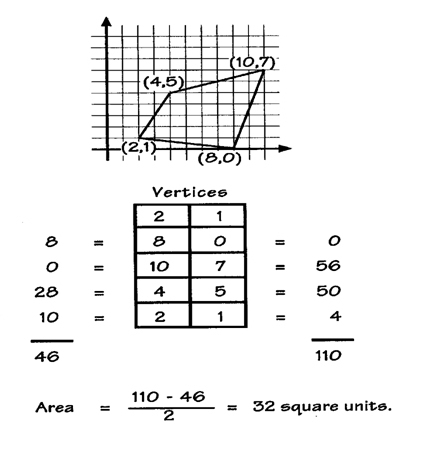 (10,7)
(4,5)
(2,1)
(8,0)
Vertices
2 1
8 = 8 0 = 0
0 = 10 7 = 56
28 = 4 5 = 50
10 = 2 1 = 4
46 110
Area = 110 - 46 / 2 = 32 square units.